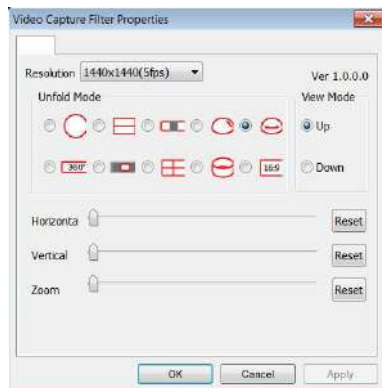 Video Capture Filter Properties
Resolution 1440x1440(5fps) Ver 1.0.0.0
Unfold Mode View Mode
Up
360° 16:9 Down
Horizonta Reset
Vertical Reset
Zoom Reset
OK Cancel Apply